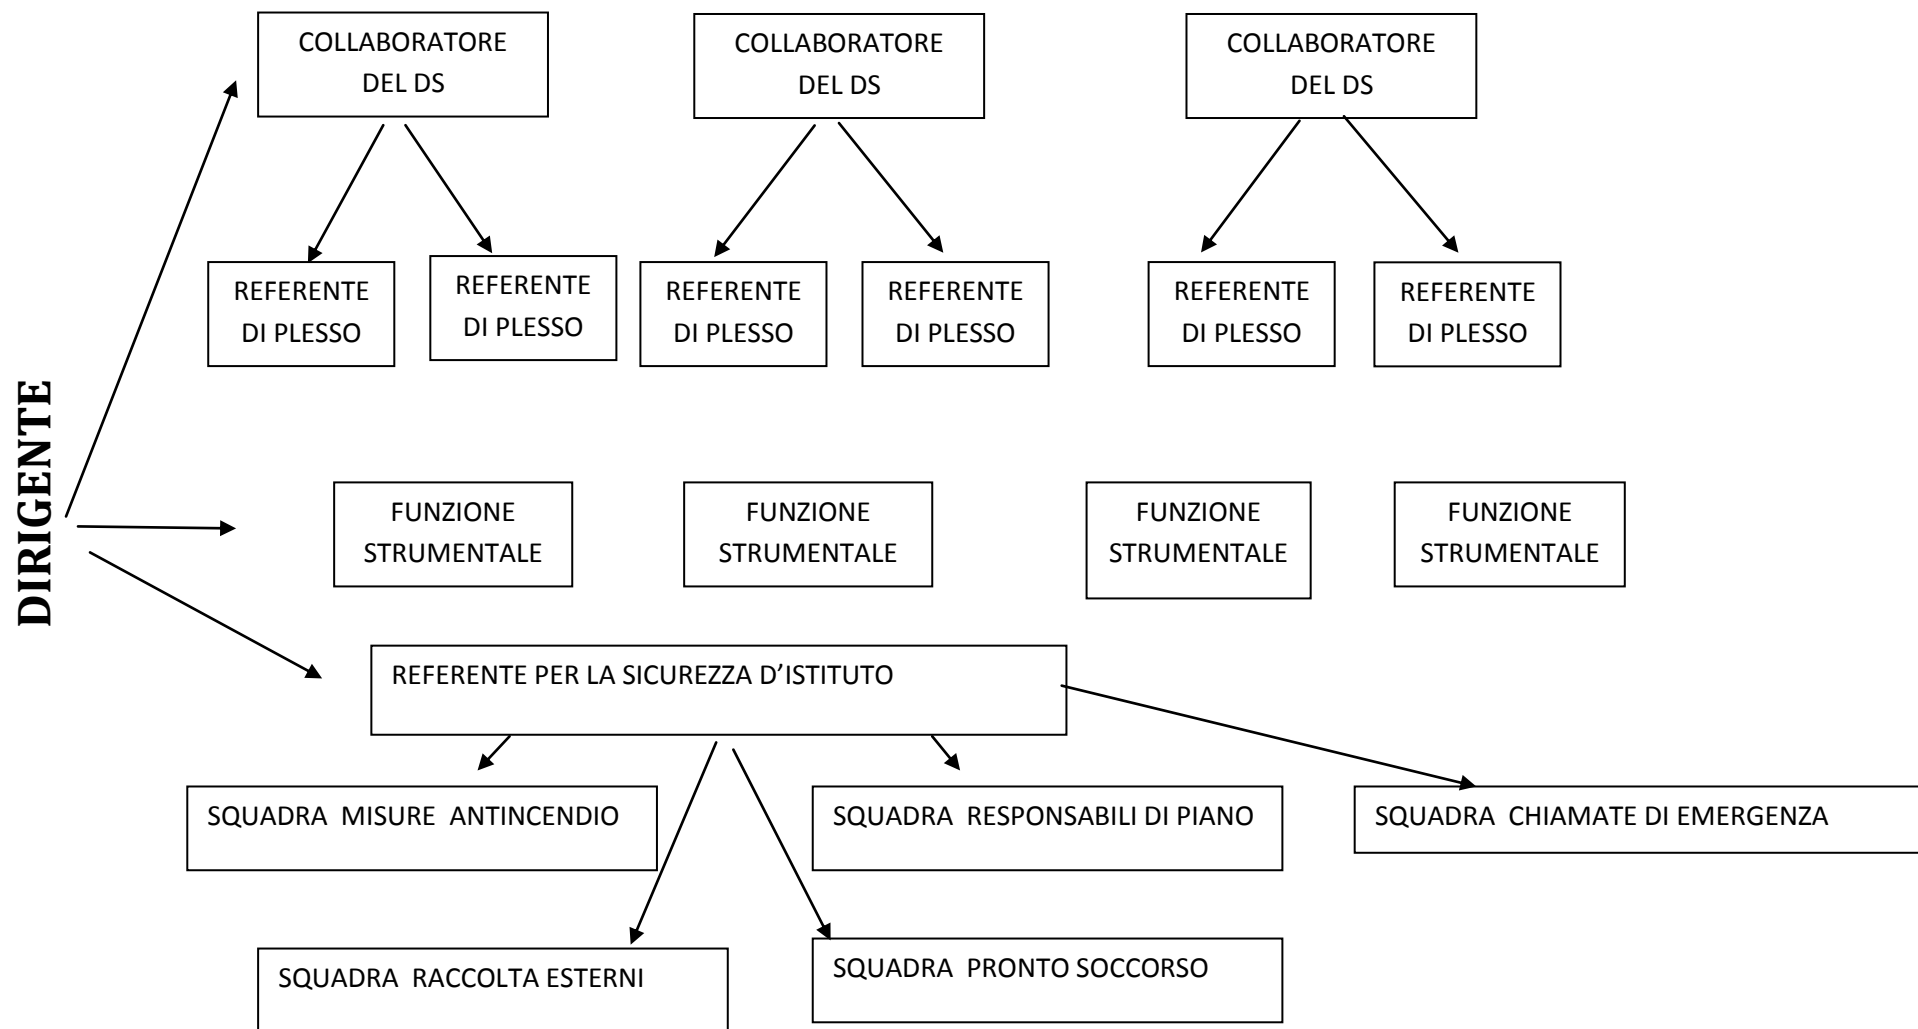 COLLABORATORE
DEL DS
COLLABORATORE
DEL DS
COLLABORATORE
DEL DS
REFERENTE
DI PLESSO
REFERENTE
DI PLESSO
REFERENTE
DI PLESSO
REFERENTE
DI PLESSO
REFERENTE
DI PLESSO
REFERENTE
DI PLESSO
DIRIGENTE
FUNZIONE
STRUMENTALE
FUNZIONE
STRUMENTALE
FUNZIONE
STRUMENTALE
FUNZIONE
STRUMENTALE
REFERENTE PER LA SICUREZZA D’ISTITUTO
SQUADRA MISURE ANTINCENDIO
SQUADRA RESPONSABILI DI PIANO
SQUADRA CHIAMATE DI EMERGENZA
SQUADRA RACCOLTA ESTERNI
SQUADRA PRONTO SOCCORSO